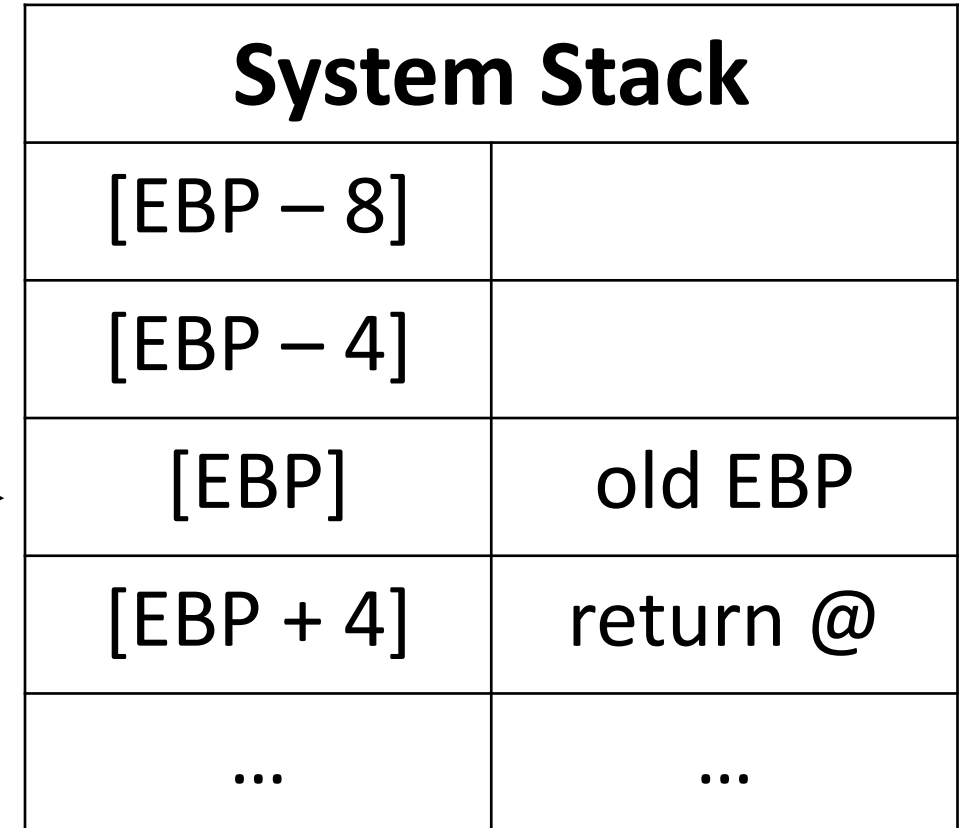 System Stack
[EBP – 8]
[EBP – 4]
[EBP] old EBP
[EBP + 4] return @
... ...